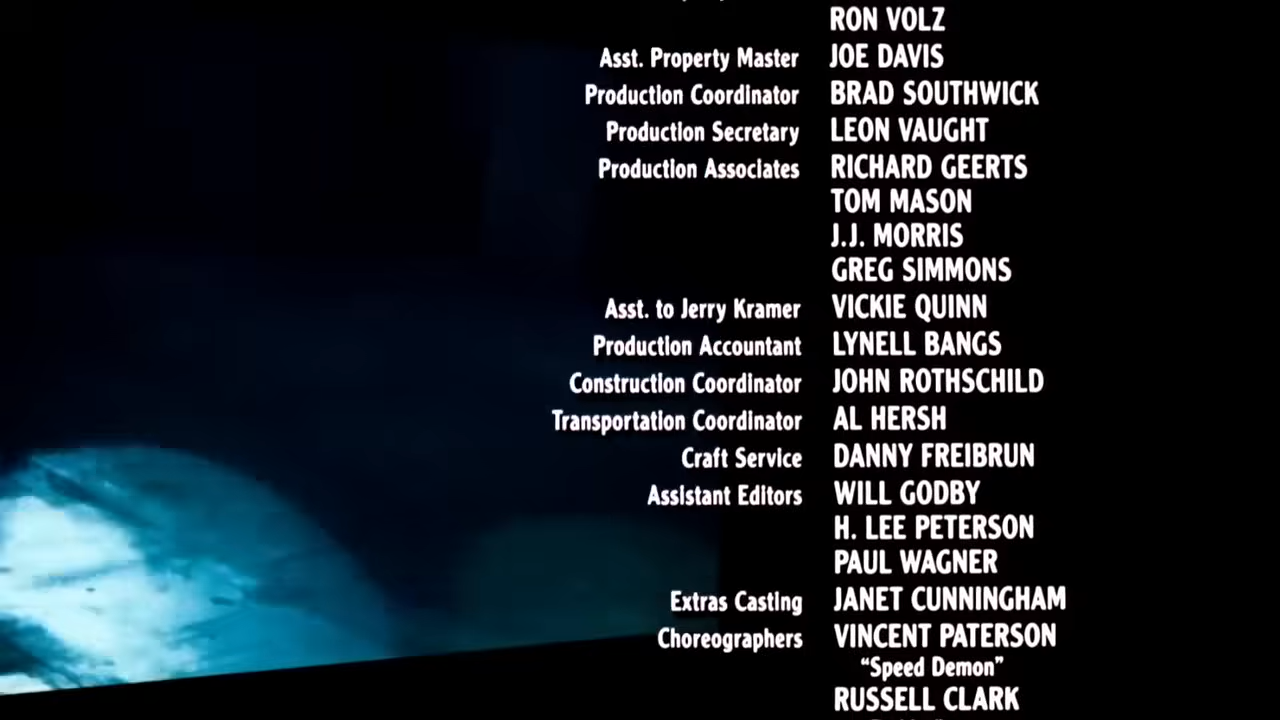 RON VOLZ
Asst. Property Master JOE DAVIS
Production Coordinator BRAD SOUTHWICK
Production Secretary LEON VAUGHT
Production Associates RICHARD GEERTS
TOM MASON
J.J. MORRIS
GREG SIMMONS
Asst. to Jerry Kramer VICKIE QUINN
Production Accountant LYNELL BANGS
Construction Coordinator JOHN ROTHSCHILD
Transportation Coordinator AL HERSH
Craft Service DANNY FREIBRUN
Assistant Editors WILL GODBY
H. LEE PETERSON
PAUL WAGNER
Extras Casting JANET CUNNINGHAM
Choreographers VINCENT PATERSON
“Speed Demon”
RUSSELL CLARK